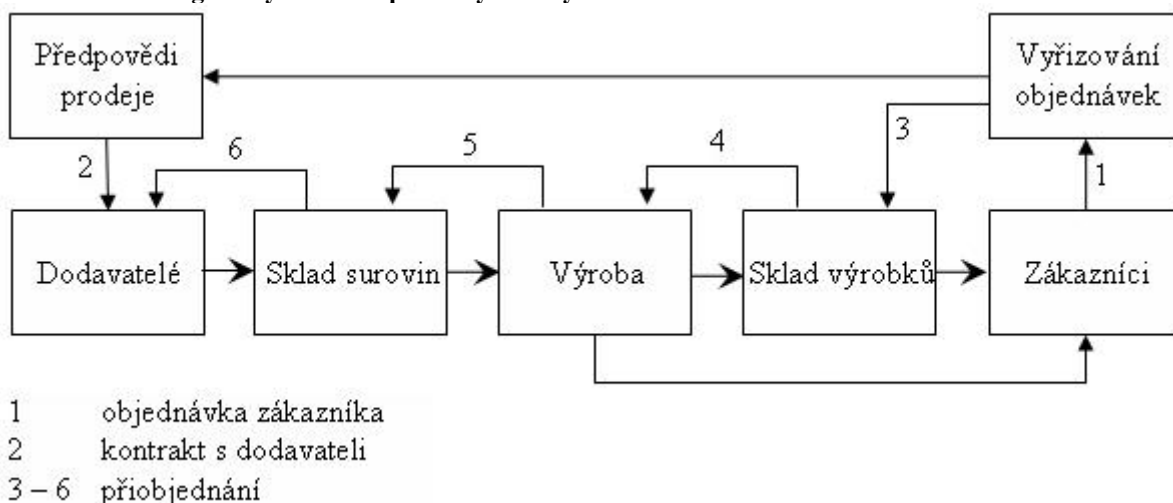 Předpovědi
prodeje
Vyřizování
objednávek
2
6
5
4
3
1
Dodavatelé
Sklad surovin
Výroba
Sklad výrobků
Zákazníci
1 objednávka zákazníka
2 kontrakt s dodavateli
3 – 6 přiobjednání